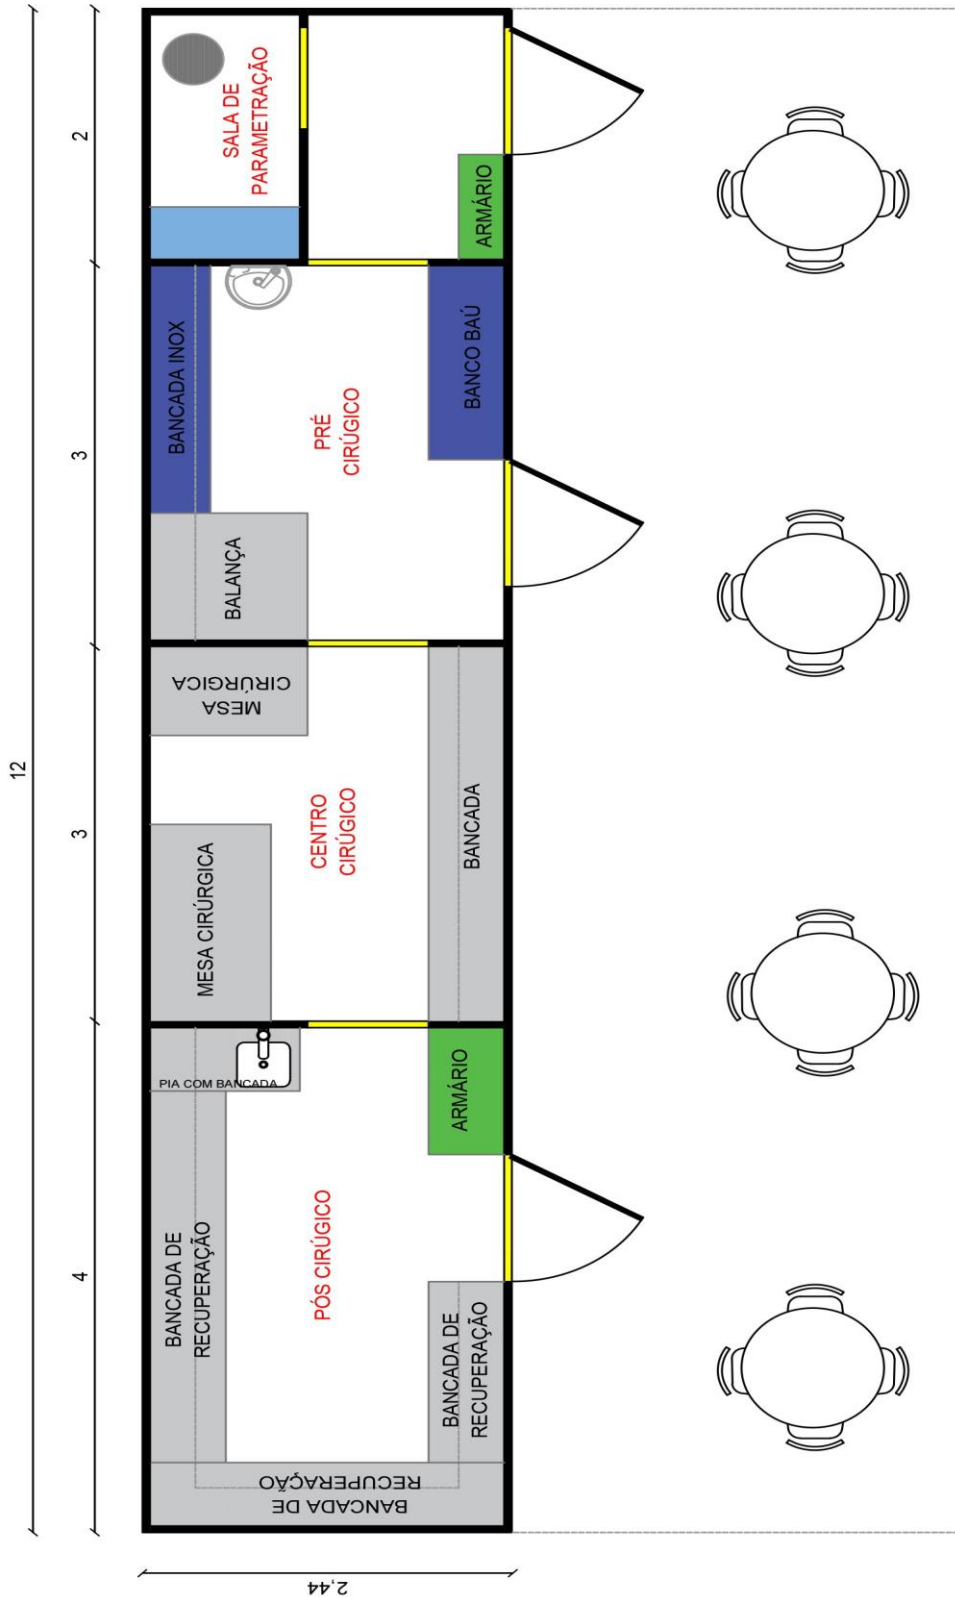 12
4
3
3
2
2,44
BANCADA DE
RECUPERAÇÃO
PIA COM BANCADA
MESA CIRÚRGICA
MESA
CIRÚRGICA
BALANÇA
BANCADA INOX
SALA DE
PARAMETRAÇÃO
BANCADA DE
RECUPERAÇÃO
PÓS CIRÚGICO
CENTRO
CIRÚGICO
PRÉ
CIRÚGICO
BANCADA DE
RECUPERAÇÃO
ARMÁRIO
BANCADA
BANCO BAÚ
ARMÁRIO